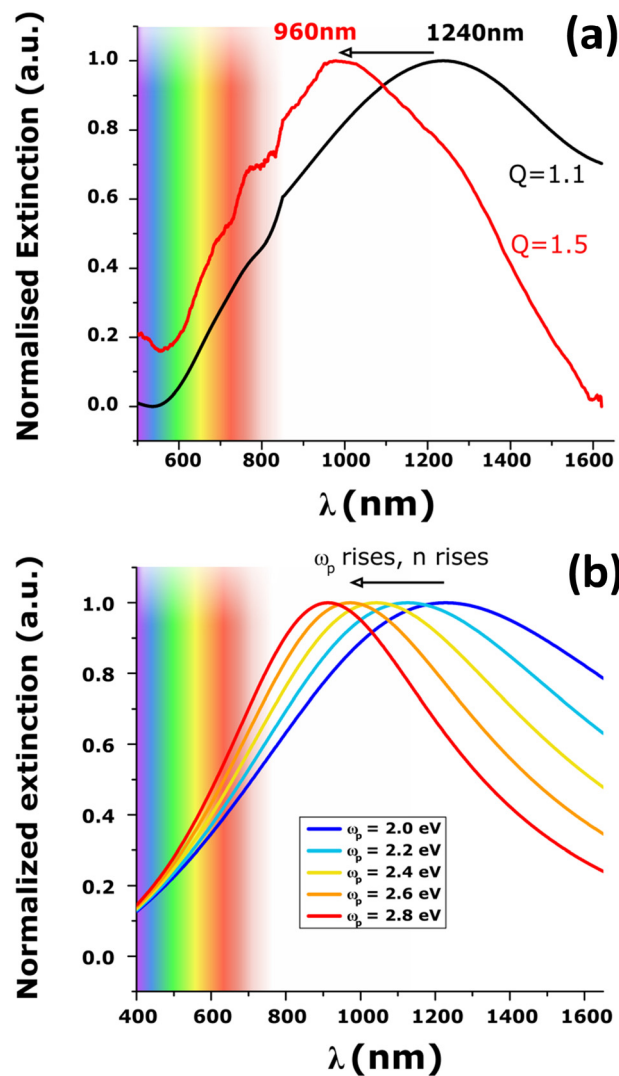 960nm
1240nm
(a)
Normalised Extinction (a.u.)
1.0
0.8
0.6
0.4
0.2
0.0
Q=1.1
Q=1.5
600 800 1000 1200 1400 1600
λ (nm)
(b)
ωp rises, n rises
Normalized extinction (a.u.)
1.0
0.8
0.6
0.4
0.2
0.0
ωp = 2.0 eV
ωp = 2.2 eV
ωp = 2.4 eV
ωp = 2.6 eV
ωp = 2.8 eV
400 600 800 1000 1200 1400 1600
λ (nm)